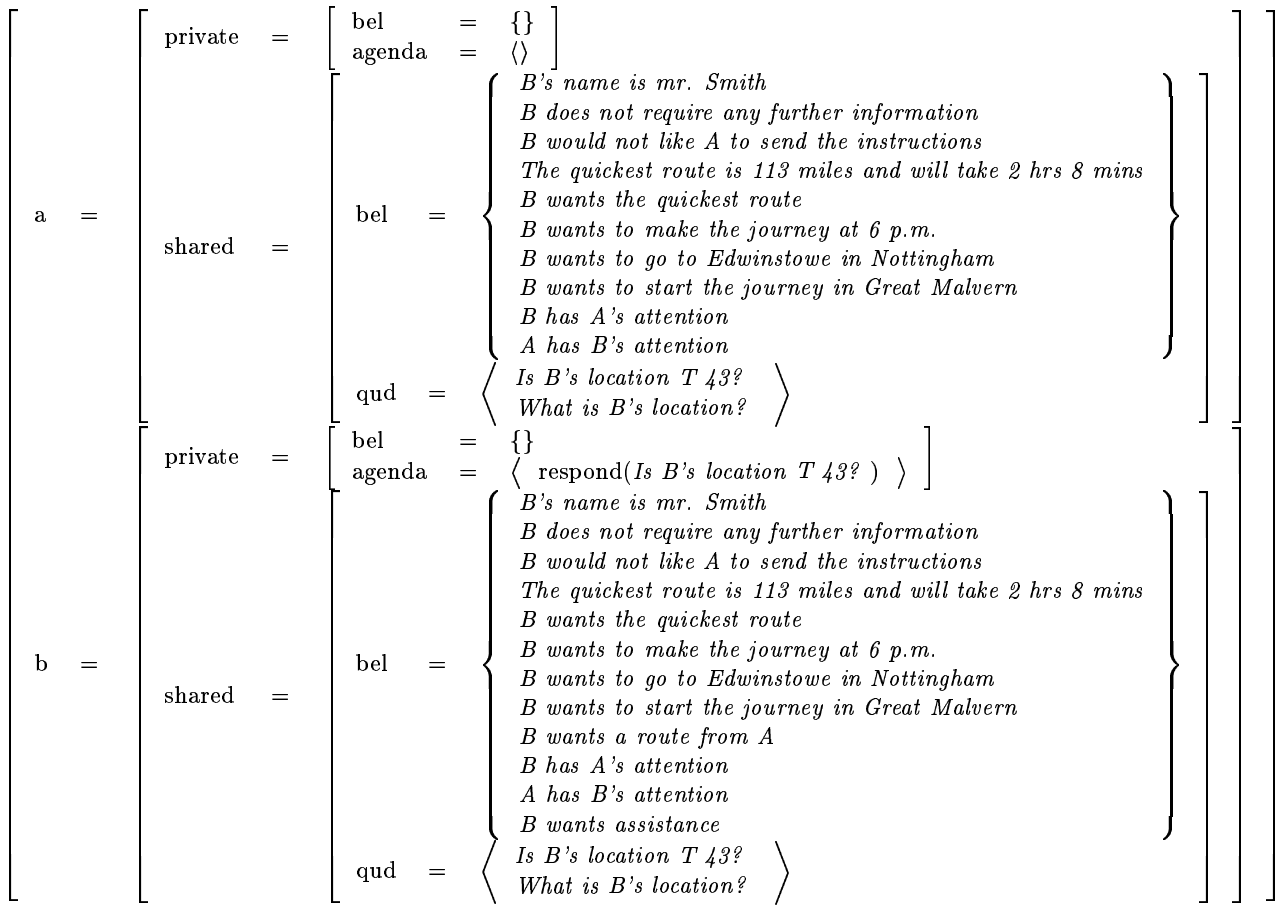 private = [ bel = {}
agenda = ⟨⟩ ]
B's name is mr. Smith
B does not require any further information
B would not like A to send the instructions
The quickest route is 113 miles and will take 2 hrs 8 mins
bel = B wants the quickest route
a =
B wants to make the journey at 6 p.m.
shared =
B wants to go to Edwinstowe in Nottingham
B wants to start the journey in Great Malvern
B has A's attention
A has B's attention
qud = ⟨ Is B's location T 43?
What is B's location? ⟩
private = [ bel = {}
agenda = ⟨ respond(Is B's location T 43? ) ⟩ ]
B's name is mr. Smith
B does not require any further information
B would not like A to send the instructions
The quickest route is 113 miles and will take 2 hrs 8 mins
B wants the quickest route
b =
bel = B wants to make the journey at 6 p.m.
B wants to go to Edwinstowe in Nottingham
shared =
B wants to start the journey in Great Malvern
B wants a route from A
B has A's attention
A has B's attention
B wants assistance
qud = ⟨ Is B's location T 43?
What is B's location? ⟩